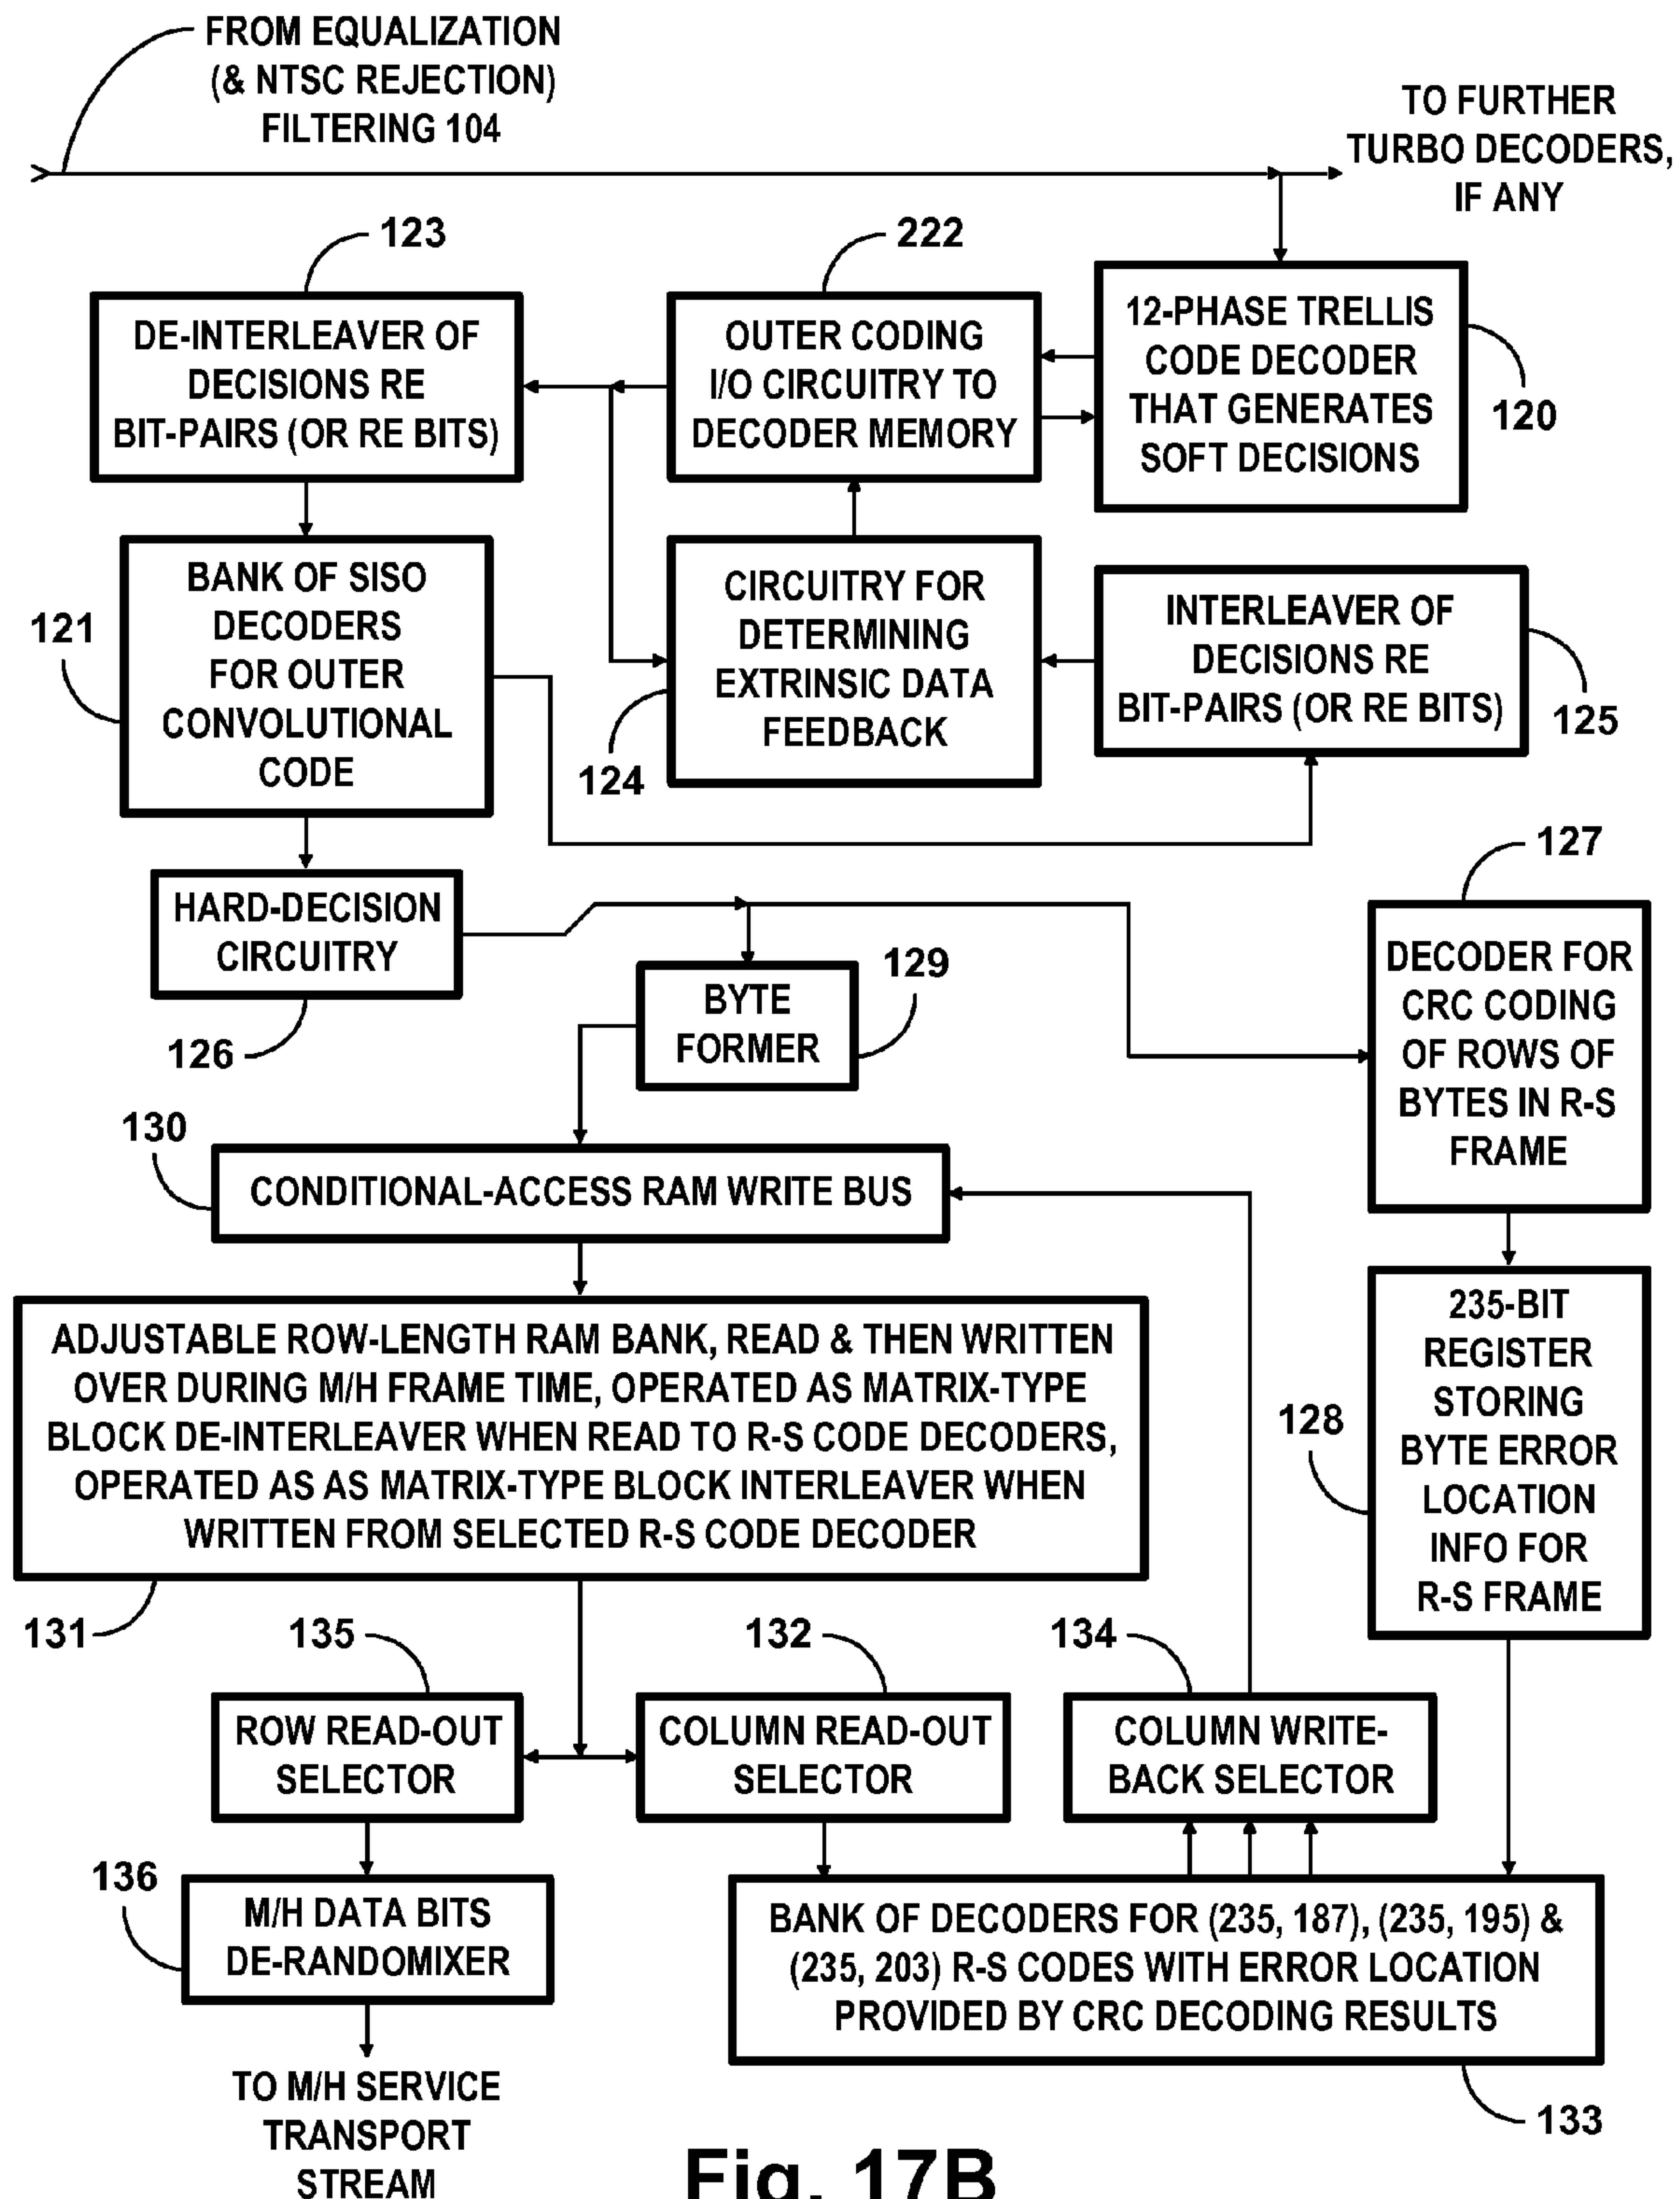 FROM EQUALIZATION
(& NTSC REJECTION)
FILTERING 104
TO FURTHER
TURBO DECODERS,
IF ANY
123
DE-INTERLEAVER OF
DECISIONS RE
BIT-PAIRS (OR RE BITS)
222
OUTER CODING
I/O CIRCUITRY TO
DECODER MEMORY
12-PHASE TRELLIS
CODE DECODER
THAT GENERATES
SOFT DECISIONS
120
121
BANK OF SISO
DECODERS
FOR OUTER
CONVOLUTIONAL
CODE
CIRCUITRY FOR
DETERMINING
EXTRINSIC DATA
FEEDBACK
124
INTERLEAVER OF
DECISIONS RE
BIT-PAIRS (OR RE BITS)
125
HARD-DECISION
CIRCUITRY
126
BYTE
FORMER
129
127
DECODER FOR
CRC CODING
OF ROWS OF
BYTES IN R-S
FRAME
130
CONDITIONAL-ACCESS RAM WRITE BUS
ADJUSTABLE ROW-LENGTH RAM BANK, READ & THEN WRITTEN
OVER DURING M/H FRAME TIME, OPERATED AS MATRIX-TYPE
BLOCK DE-INTERLEAVER WHEN READ TO R-S CODE DECODERS,
OPERATED AS AS MATRIX-TYPE BLOCK INTERLEAVER WHEN
WRITTEN FROM SELECTED R-S CODE DECODER
131
128
235-BIT
REGISTER
STORING
BYTE ERROR
LOCATION
INFO FOR
R-S FRAME
135
ROW READ-OUT
SELECTOR
132
COLUMN READ-OUT
SELECTOR
134
COLUMN WRITE-
BACK SELECTOR
136
M/H DATA BITS
DE-RANDOMIXER
BANK OF DECODERS FOR (235, 187), (235, 195) &
(235, 203) R-S CODES WITH ERROR LOCATION
PROVIDED BY CRC DECODING RESULTS
133
TO M/H SERVICE
TRANSPORT
STREAM
Fig. 17B